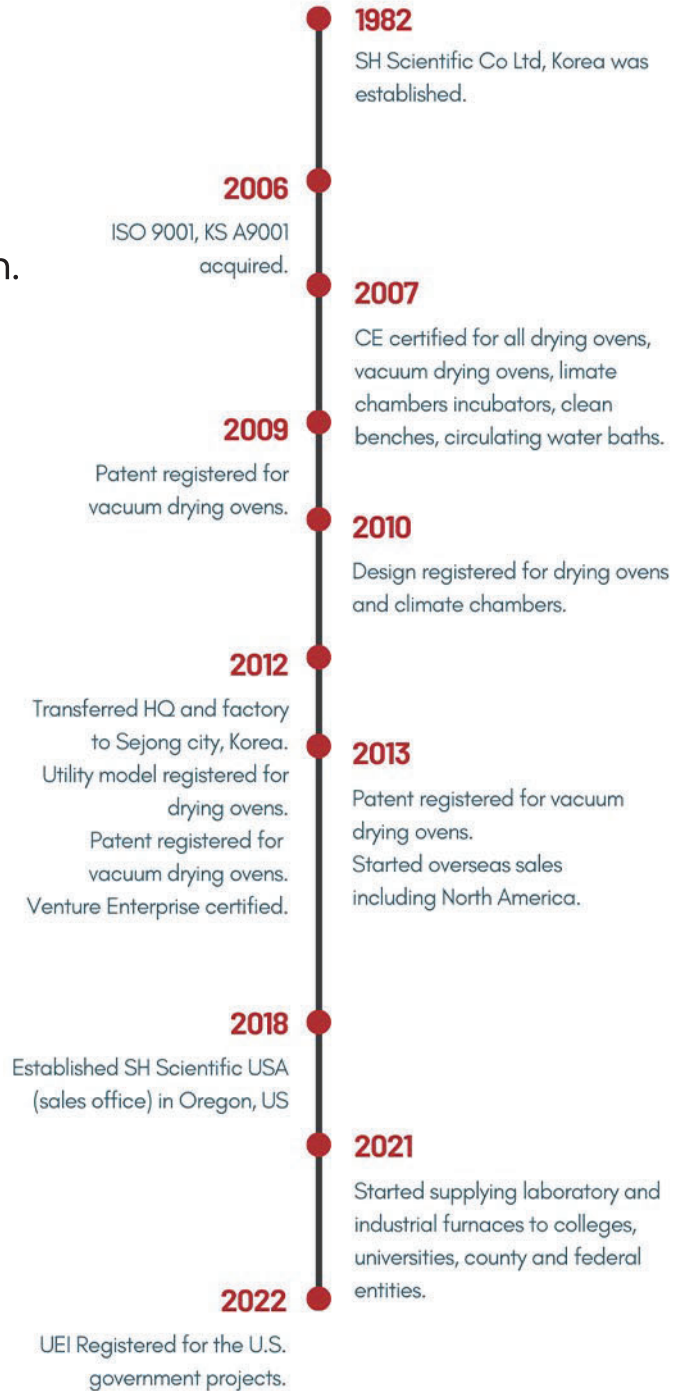 1982
SH Scientific Co Ltd, Korea was
established.
2006
ISO 9001, KS A9001
acquired.
n.
2007
CE certified for all drying ovens,
vacuum drying ovens, limate
chambers incubators, clean
benches, circulating water baths.
2009
Patent registered for
vacuum drying ovens.
2010
Design registered for drying ovens
and climate chambers.
2012
Transferred HQ and factory
to Sejong city, Korea.
Utility model registered for
drying ovens.
Patent registered for
vacuum drying ovens.
Venture Enterprise certified.
2013
Patent registered for vacuum
drying ovens.
Started overseas sales
including North America.
2018
Established SH Scientific USA
(sales office) in Oregon, US
2021
Started supplying laboratory and
industrial furnaces to colleges,
universities, county and federal
entities.
2022
UEI Registered for the U.S.
government projects.